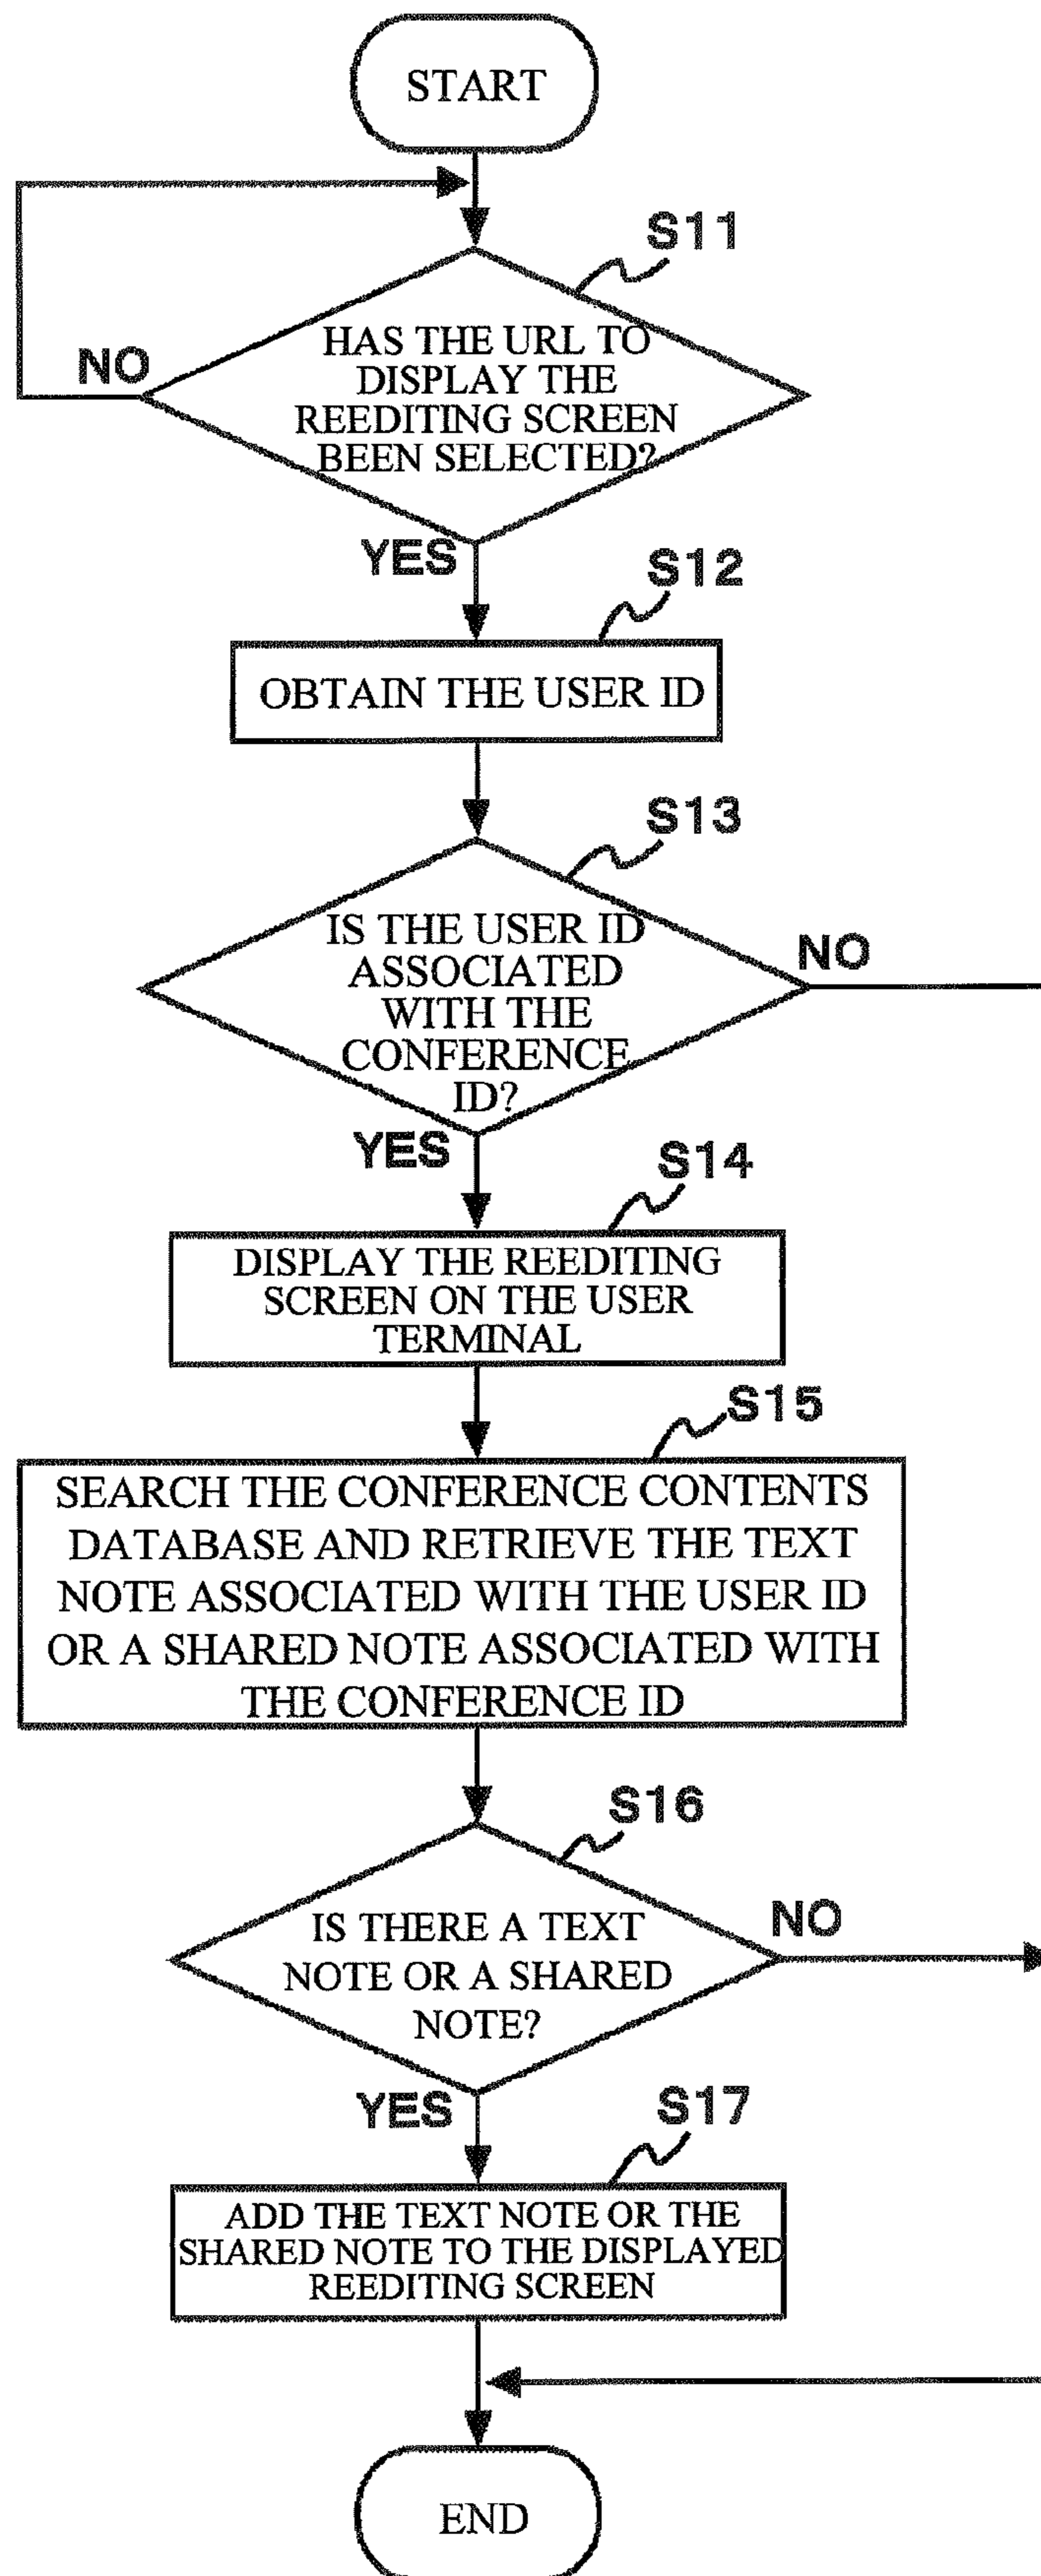 START
S11
HAS THE URL TO
DISPLAY THE
REEDITING SCREEN
BEEN SELECTED?
NO
YES
S12
OBTAIN THE USER ID
S13
IS THE USER ID
ASSOCIATED
WITH THE
CONFERENCE
ID?
NO
YES
S14
DISPLAY THE REEDITING
SCREEN ON THE USER
TERMINAL
S15
SEARCH THE CONFERENCE CONTENTS
DATABASE AND RETRIEVE THE TEXT
NOTE ASSOCIATED WITH THE USER ID
OR A SHARED NOTE ASSOCIATED WITH
THE CONFERENCE ID
S16
IS THERE A TEXT
NOTE OR A SHARED
NOTE?
NO
YES
S17
ADD THE TEXT NOTE OR THE
SHARED NOTE TO THE DISPLAYED
REEDITING SCREEN
END